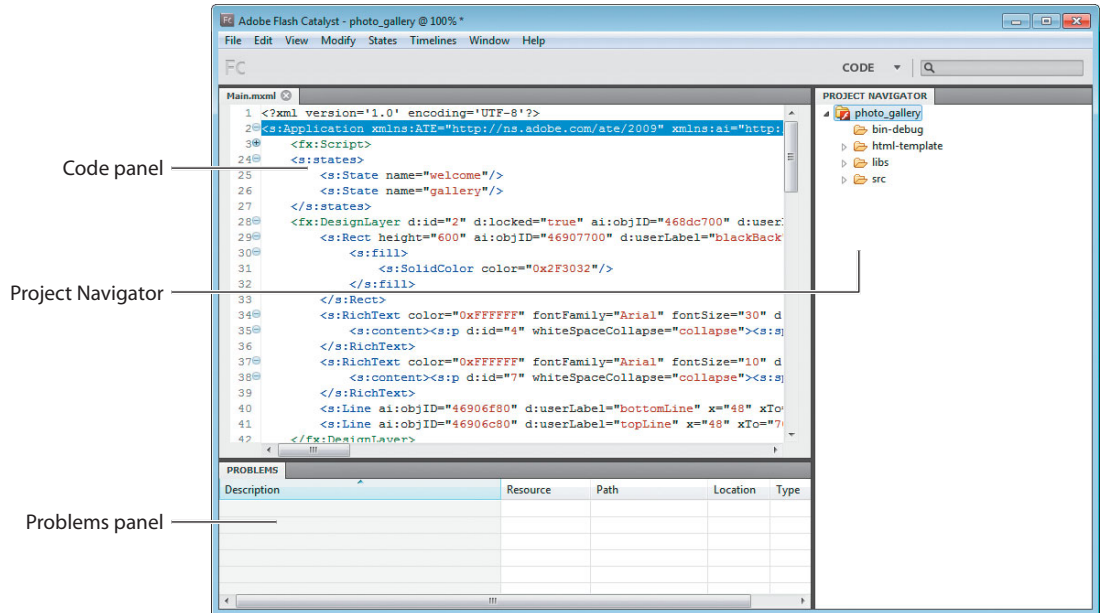 Adobe Flash Catalyst - photo_gallery @ 100% *
File Edit View Modify States Timelines Window Help
Fc
CODE
Main.mxml
1 <?xml version='1.0' encoding='UTF-8'?>
2 <s:Application xmlns:ATE="http://ns.adobe.com/ate/2009" xmlns:ai="http:
3 <fx:Script>
24 <s:states>
25 <s:State name="welcome"/>
26 <s:State name="gallery"/>
27 </s:states>
28 <fx:DesignLayer d:id="2" d:locked="true" ai:objID="468dc700" d:user
29 <s:Rect height="600" ai:objID="46907700" d:userLabel="blackBack
30 <s:fill>
31 <s:SolidColor color="0x2F3032"/>
32 </s:fill>
33 </s:Rect>
34 <s:RichText color="0xFFFFFF" fontFamily="Arial" fontSize="30" d
35 <s:content><s:p d:id="4" whiteSpaceCollapse="collapse"><s:sp
36 </s:RichText>
37 <s:RichText color="0xFFFFFF" fontFamily="Arial" fontSize="10" d
38 <s:content><s:p d:id="7" whiteSpaceCollapse="collapse"><s:sp
39 </s:RichText>
40 <s:Line ai:objID="46906f80" d:userLabel="bottomLine" x="48" xTo
41 <s:Line ai:objID="46906c80" d:userLabel="topLine" x="48" xTo="7
42 </fx:DesignLayer>
PROJECT NAVIGATOR
photo_gallery
bin-debug
html-template
libs
src
PROBLEMS
Description Resource Path Location Type
Code panel
Project Navigator
Problems panel